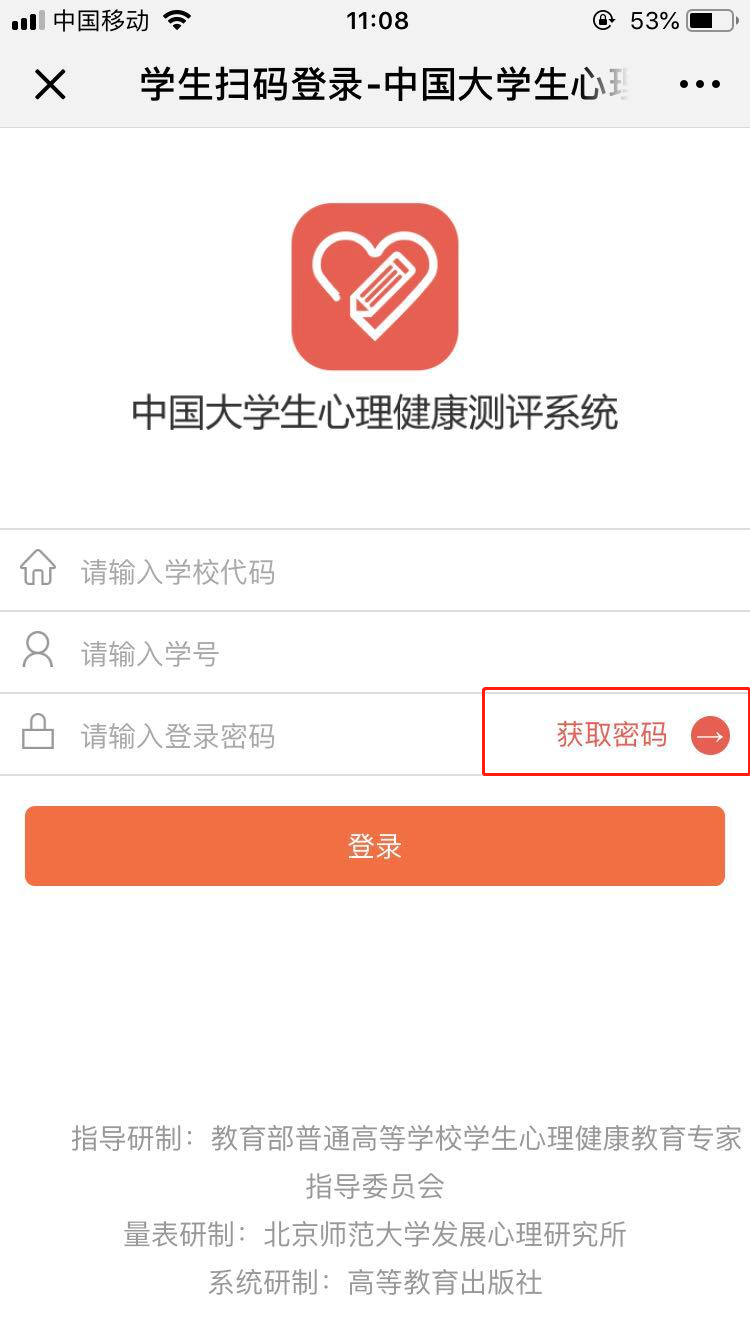 中国移动 11:08 53%
学生扫码登录-中国大学生心理
中国大学生心理健康测评系统
请输入学校代码
请输入学号
请输入登录密码 获取密码
登录
指导研制：教育部普通高等学校学生心理健康教育专家
指导委员会
量表研制：北京师范大学发展心理研究所
系统研制：高等教育出版社